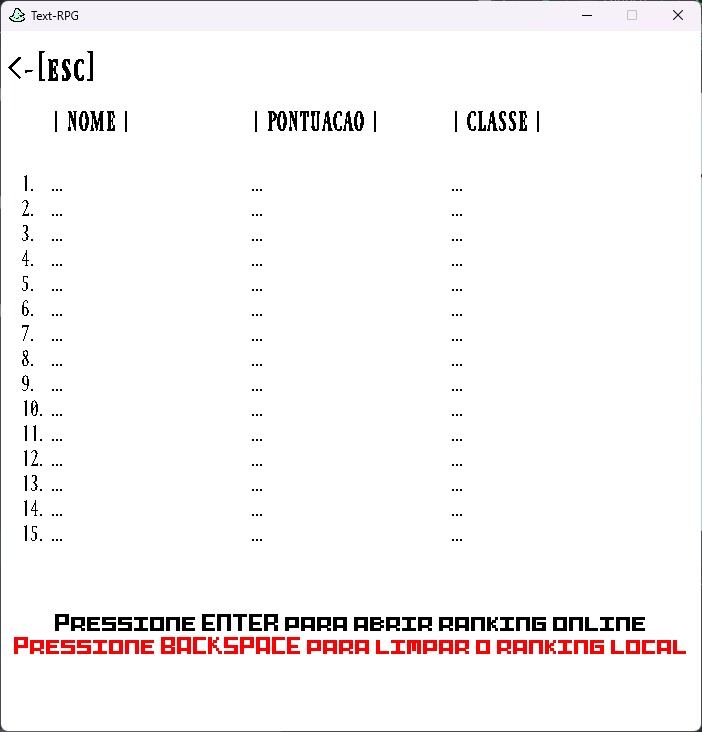 Text-RPG
<-[ESC]
| NOME | | PONTUACAO | | CLASSE |
1. ... ... ...
2. ... ... ...
3. ... ... ...
4. ... ... ...
5. ... ... ...
6. ... ... ...
7. ... ... ...
8. ... ... ...
9. ... ... ...
10. ... ... ...
11. ... ... ...
12. ... ... ...
13. ... ... ...
14. ... ... ...
15. ... ... ...
Pressione ENTER para abrir ranking online
Pressione BACKSPACE para limpar o ranking local